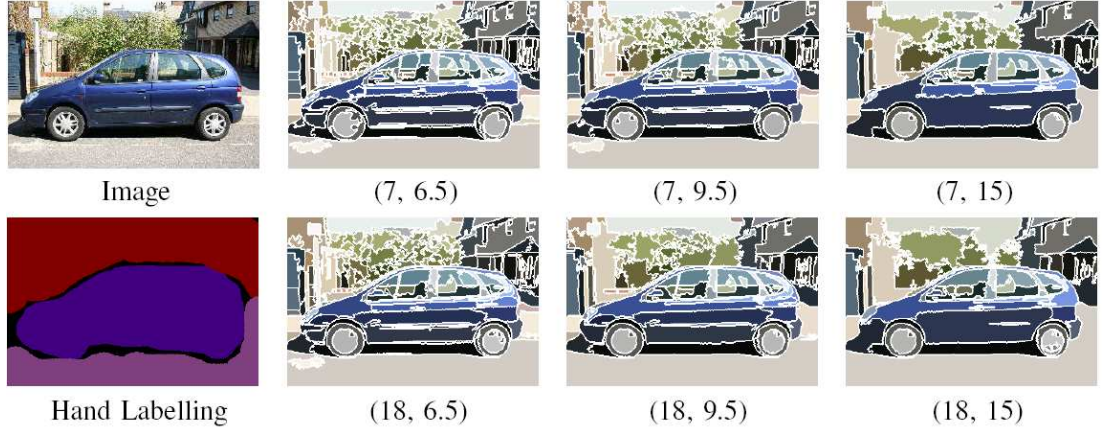 Image (7, 6.5) (7, 9.5) (7, 15)
Hand Labelling (18, 6.5) (18, 9.5) (18, 15)